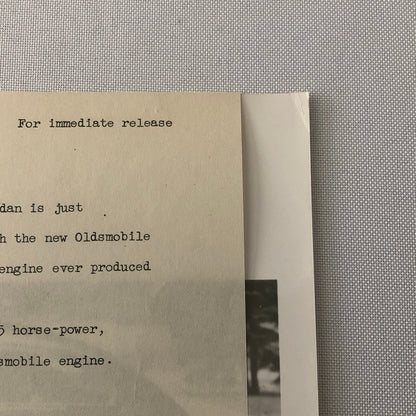 For immediate release
dan is just
h the new Oldsmobile
engine ever produced
5 horse-power,
smobile engine.